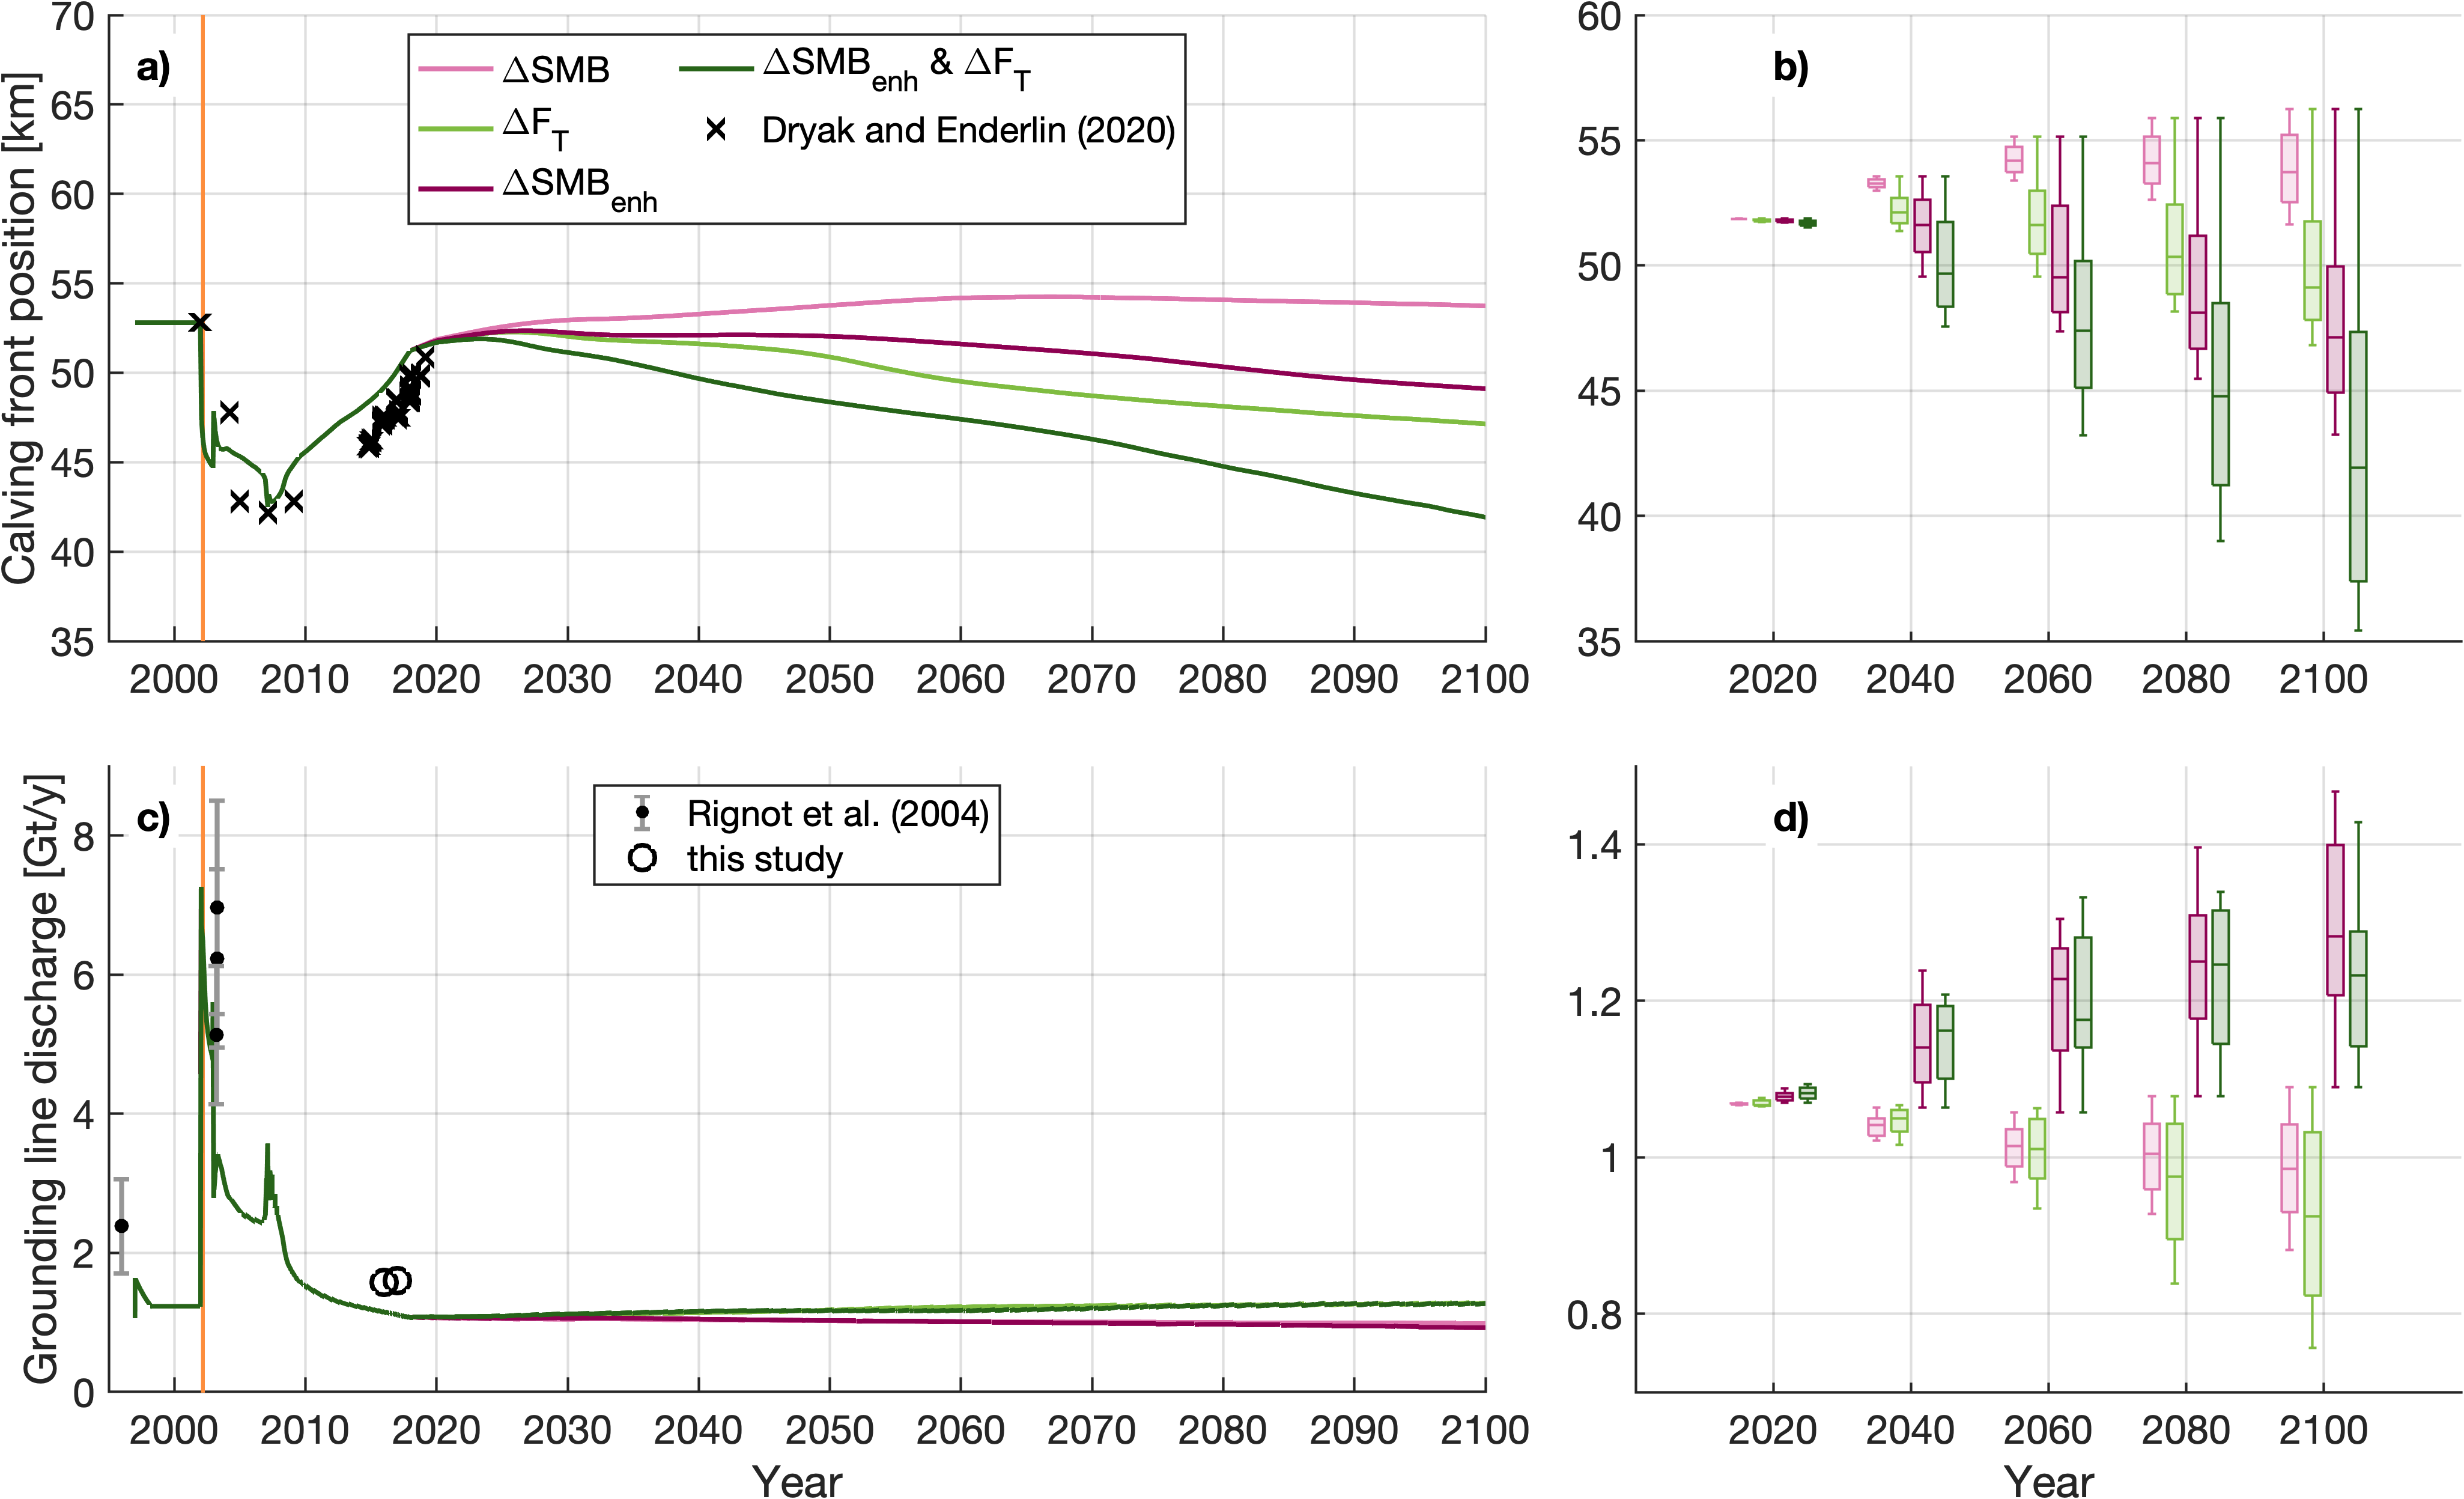 a)
Calving front position [km]
70
65
60
55
50
45
40
35
2000 2010 2020 2030 2040 2050 2060 2070 2080 2090 2100
ΔSMB
ΔF_T
ΔSMB_enh
ΔSMB_enh & ΔF_T
Dryak and Enderlin (2020)
b)
60
55
50
45
40
35
2020 2040 2060 2080 2100
c)
Grounding line discharge [Gt/y]
8
6
4
2
0
2000 2010 2020 2030 2040 2050 2060 2070 2080 2090 2100
Year
Rignot et al. (2004)
this study
d)
1.4
1.2
1
0.8
2020 2040 2060 2080 2100
Year